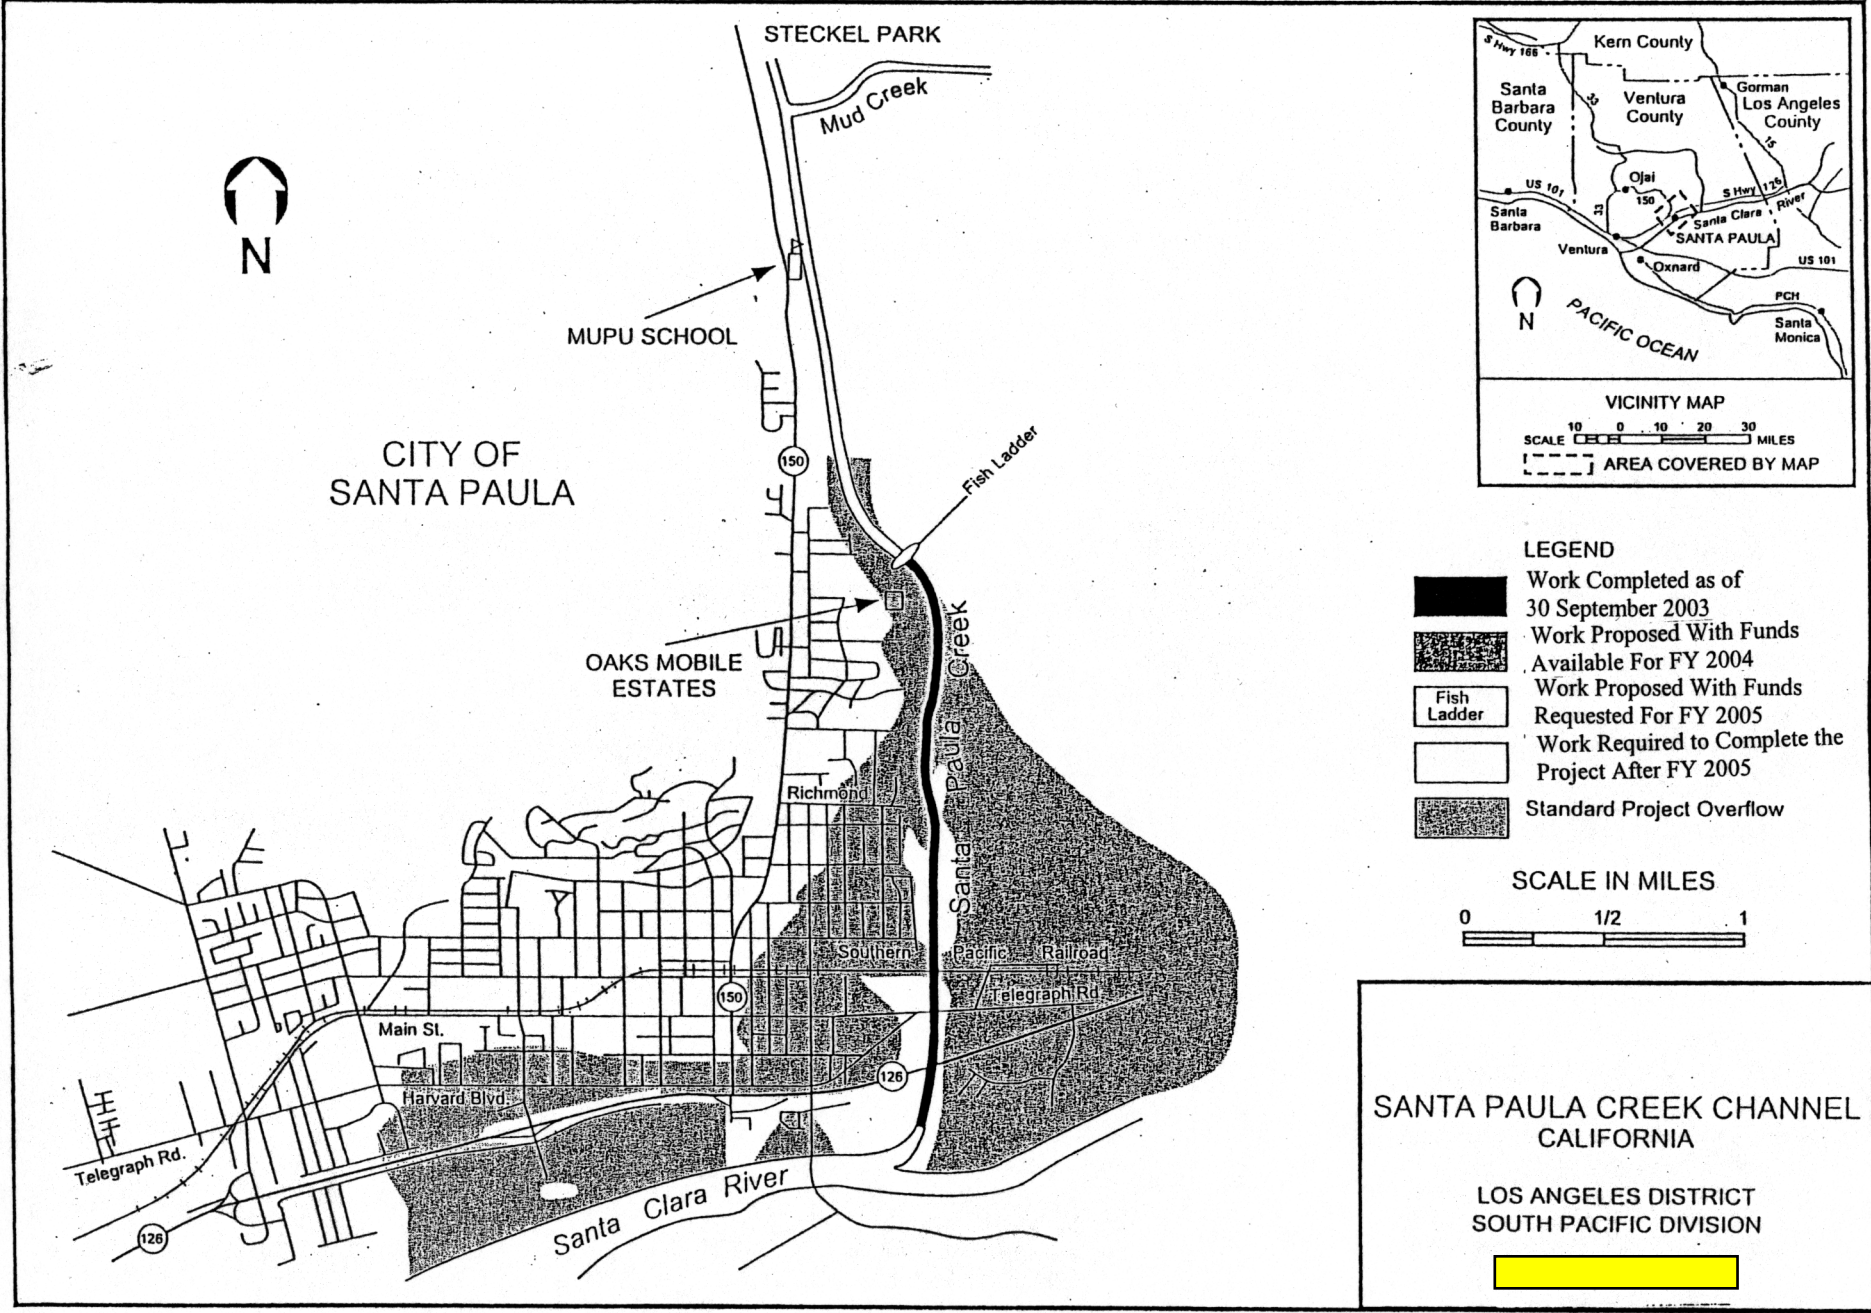 STECKEL PARK
Mud Creek
N
MUPU SCHOOL
CITY OF
SANTA PAULA
150
Fish Ladder
OAKS MOBILE
ESTATES
Santa Paula Creek
Richmond
Southern Pacific Railroad
150
Telegraph Rd
Main St.
126
Harvard Blvd.
Telegraph Rd.
Santa Clara River
126
Kern County
S Hwy 166
Santa
Barbara
County
33
Ventura
County
Gorman
Los Angeles
County
15
Ojai
US 101
150
S Hwy 126
33
Santa
Barbara
Santa Clara River
SANTA PAULA
Ventura
Oxnard
US 101
N
PCH
PACIFIC OCEAN
Santa
Monica
VICINITY MAP
10 0 10 20 30
SCALE MILES
AREA COVERED BY MAP
LEGEND
Work Completed as of
30 September 2003
Work Proposed With Funds
Available For FY 2004
Fish
Ladder
Work Proposed With Funds
Requested For FY 2005
Work Required to Complete the
Project After FY 2005
Standard Project Overflow
SCALE IN MILES
0 1/2 1
SANTA PAULA CREEK CHANNEL
CALIFORNIA
LOS ANGELES DISTRICT
SOUTH PACIFIC DIVISION